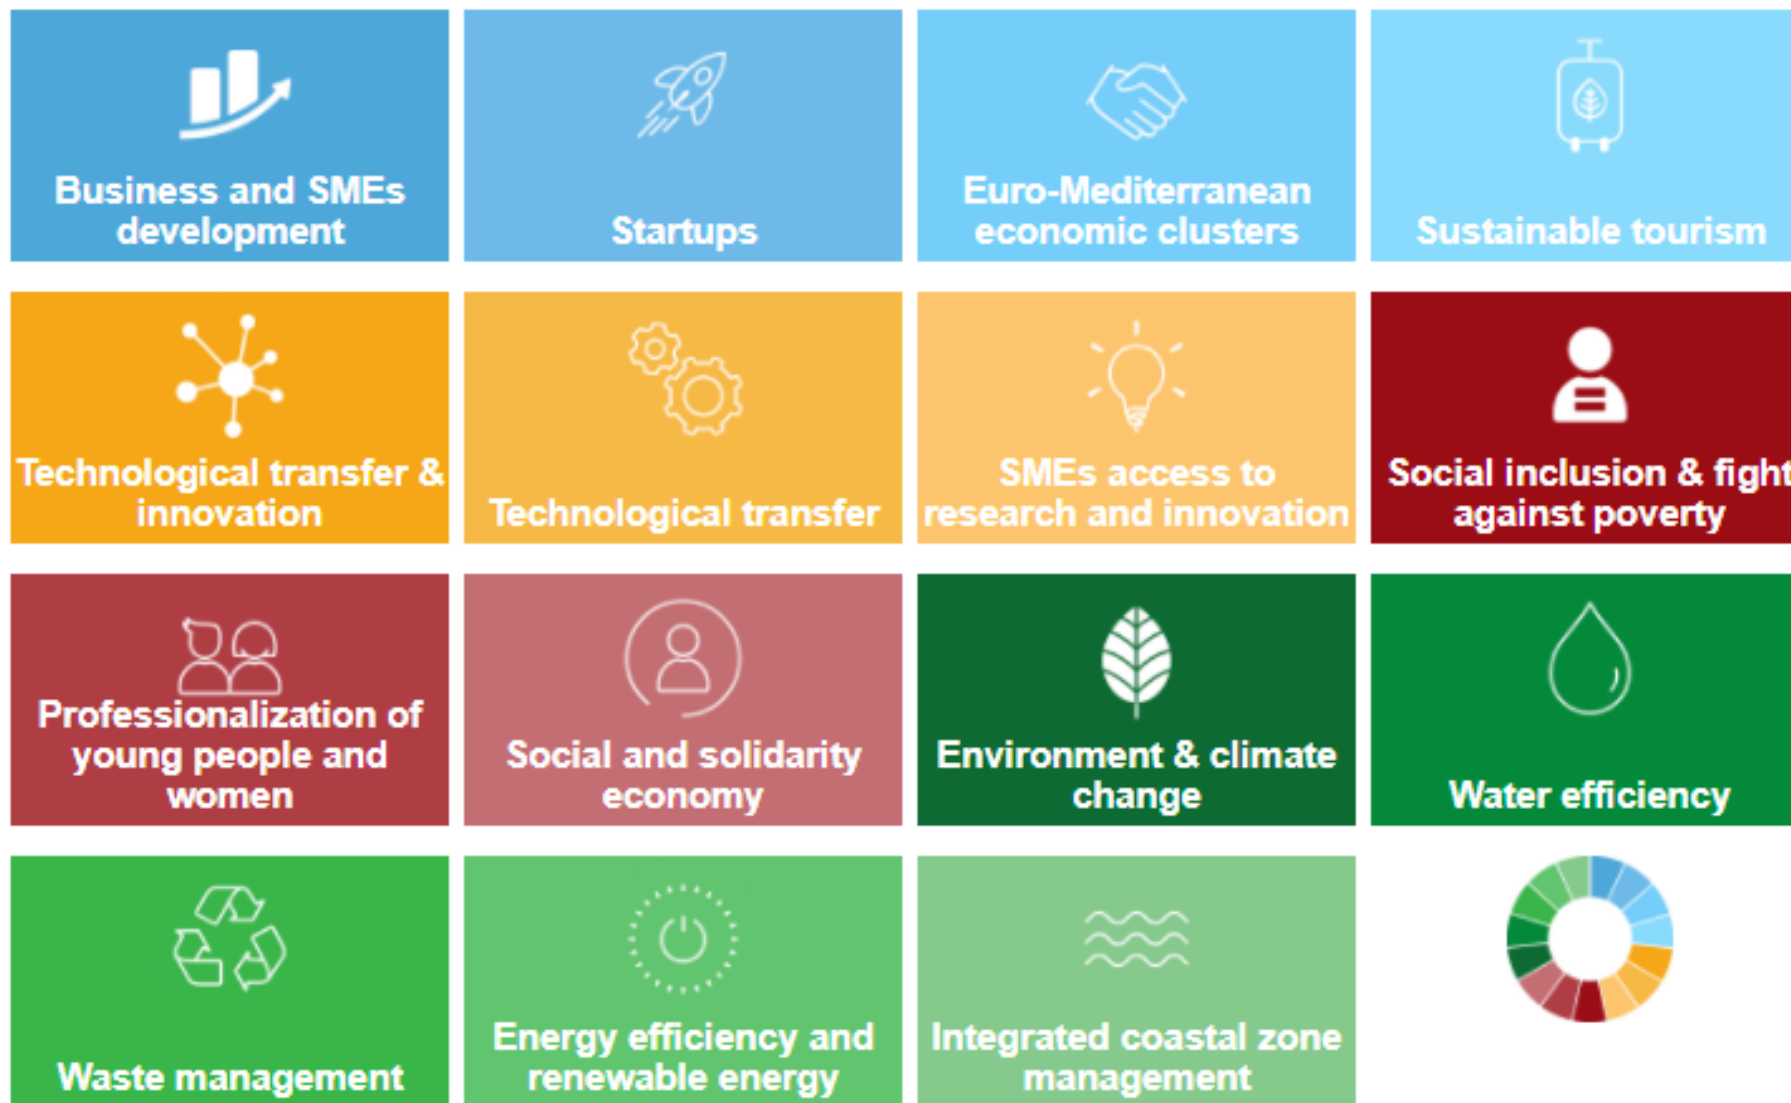 Business and SMEs
development
Startups
Euro-Mediterranean
economic clusters
Sustainable tourism
Technological transfer &
innovation
Technological transfer
SMEs access to
research and innovation
Social inclusion & fight
against poverty
Professionalization of
young people and
women
Social and solidarity
economy
Environment & climate
change
Water efficiency
Waste management
Energy efficiency and
renewable energy
Integrated coastal zone
management